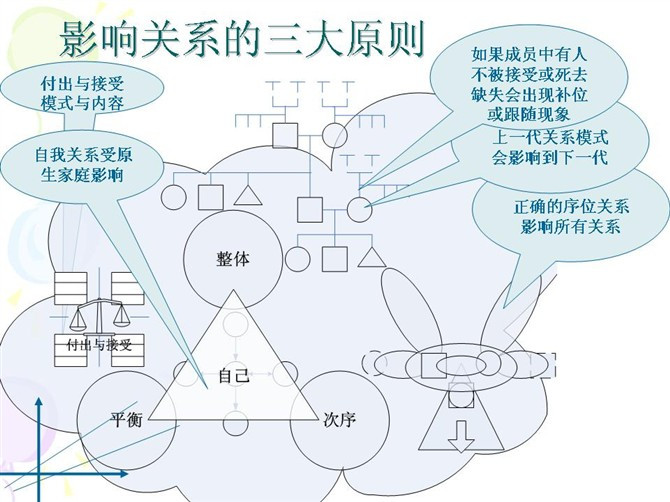 影响关系的三大原则
付出与接受
模式与内容
如果成员中有人
不被接受或死去
缺失会出现补位
或跟随现象
自我关系受原
生家庭影响
上一代关系模式
会影响到下一代
正确的序位关系
影响所有关系
整体
付出与接受
自己
平衡
次序